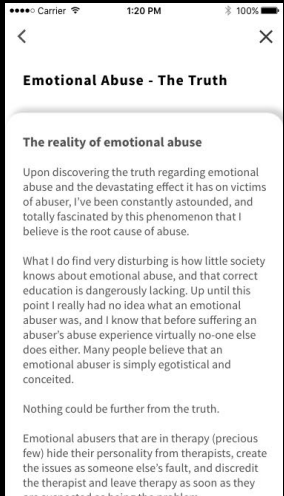 Carrier 1:20 PM 100%
Emotional Abuse - The Truth
The reality of emotional abuse
Upon discovering the truth regarding emotional
abuse and the devastating effect it has on victims
of abuser, I've been constantly astounded, and
totally fascinated by this phenomenon that I
believe is the root cause of abuse.
What I do find very disturbing is how little society
knows about emotional abuse, and that correct
education is dangerously lacking. Up until this
point I really had no idea what an emotional
abuser was, and I know that before suffering an
abuser's abuse experience virtually no-one else
does either. Many people believe that an
emotional abuser is simply egotistical and
conceited.
Nothing could be further from the truth.
Emotional abusers that are in therapy (precious
few) hide their personality from therapists, create
the issues as someone else's fault, and discredit
the therapist and leave therapy as soon as they
are suspected as being the problem